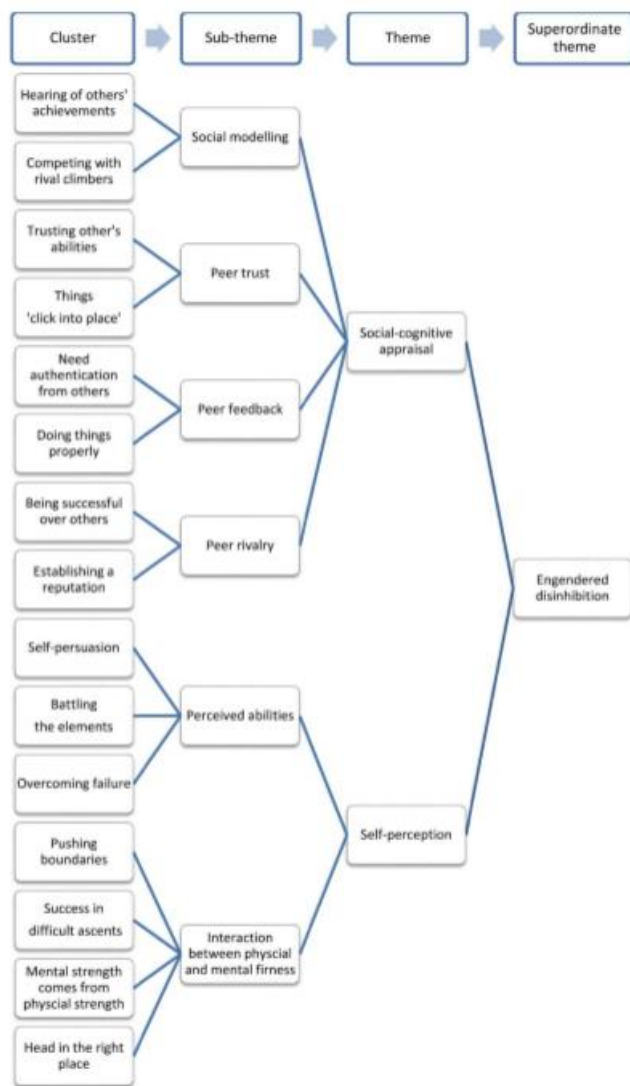 Cluster
Sub-theme
Theme
Superordinate
theme
Hearing of others'
achievements
Competing with
rival climbers
Social modelling
Trusting other's
abilities
Things
'click into place'
Peer trust
Need
authentication
from others
Doing things
properly
Peer feedback
Being successful
over others
Establishing a
reputation
Peer rivalry
Social-cognitive
appraisal
Self-persuasion
Battling
the elements
Overcoming failure
Perceived abilities
Pushing
boundaries
Success in
difficult ascents
Mental strength
comes from
physcial strength
Head in the right
place
Interaction
between physcial
and mental firness
Self-perception
Engendered
disinhibition